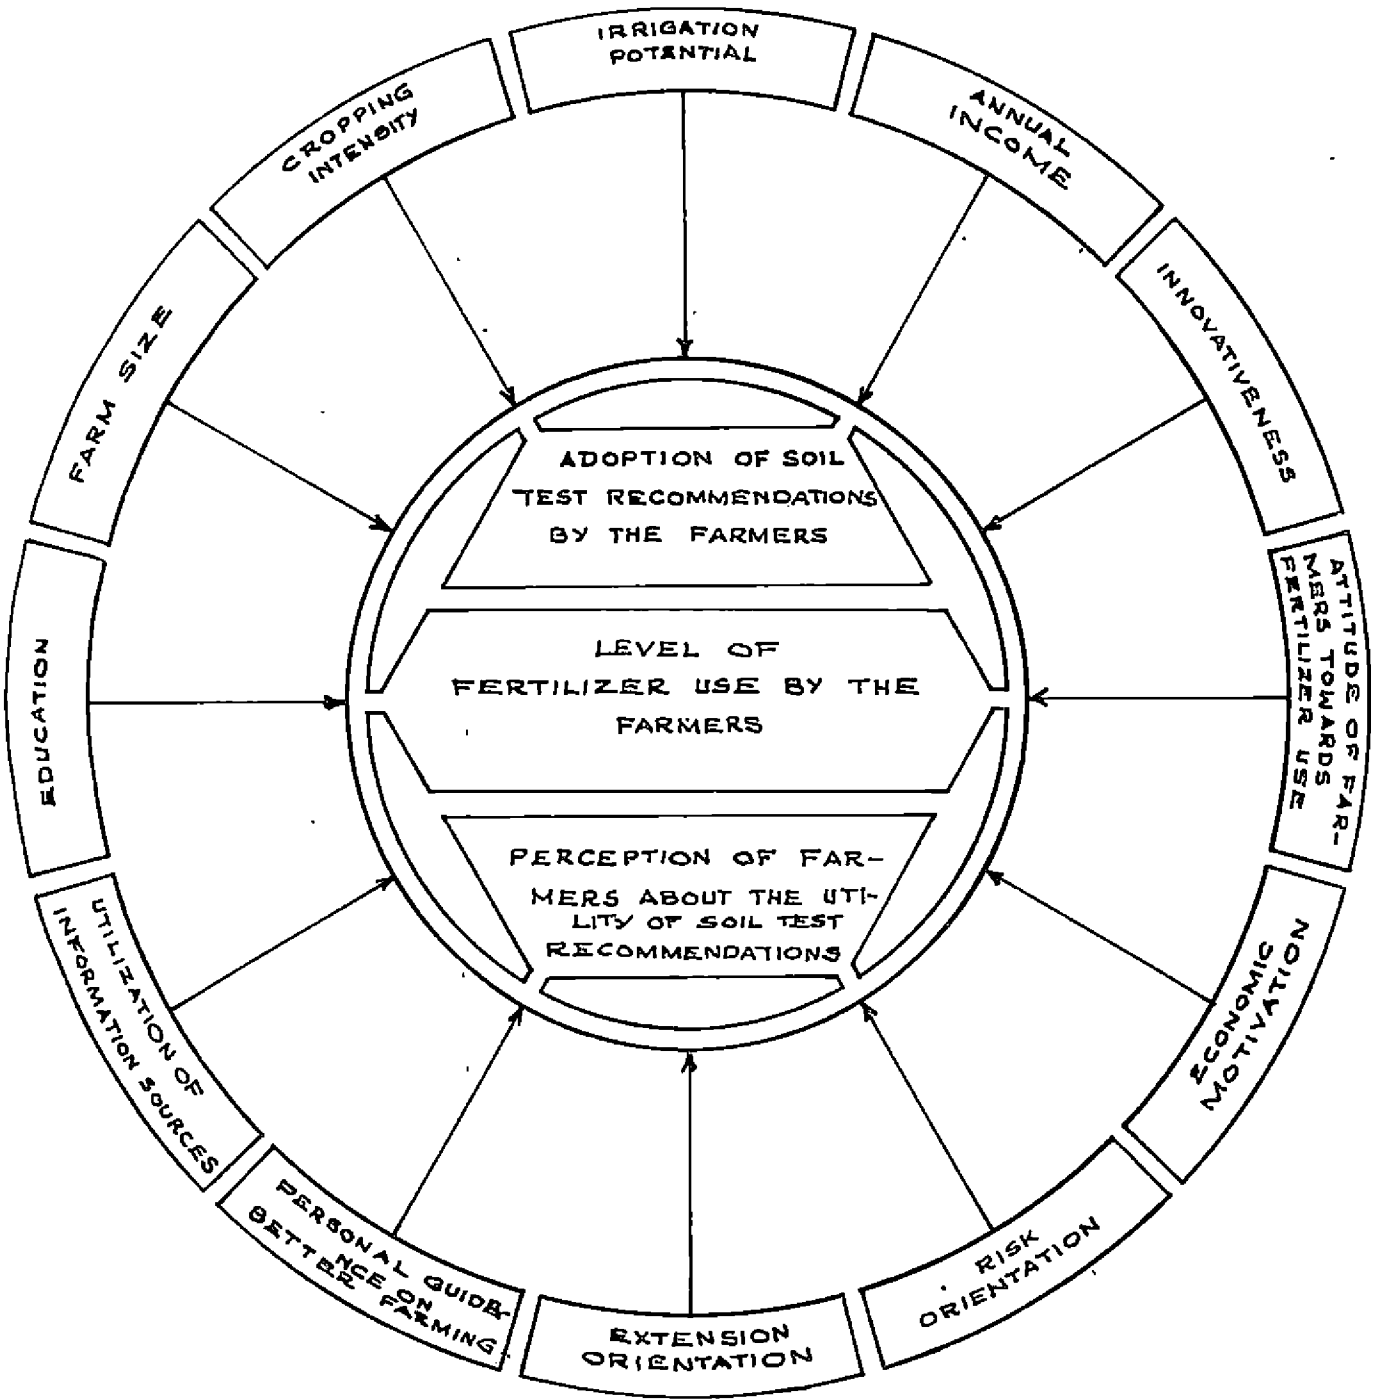 IRRIGATION
POTENTIAL
ANNUAL
INCOME
INNOVATIVENESS
ATTITUDE OF FAR-
MERS TOWARDS
FERTILIZER USE
ECONOMIC
MOTIVATION
RISK
ORIENTATION
EXTENSION
ORIENTATION
PERSONAL GUIDE-
NCE ON
BETTER FARMING
UTILIZATION OF
INFORMATION SOURCES
EDUCATION
FARM SIZE
CROPPING
INTENSITY
ADOPTION OF SOIL
TEST RECOMMENDATIONS
BY THE FARMERS
LEVEL OF
FERTILIZER USE BY THE
FARMERS
PERCEPTION OF FAR-
MERS ABOUT THE UTI-
LITY OF SOIL TEST
RECOMMENDATIONS